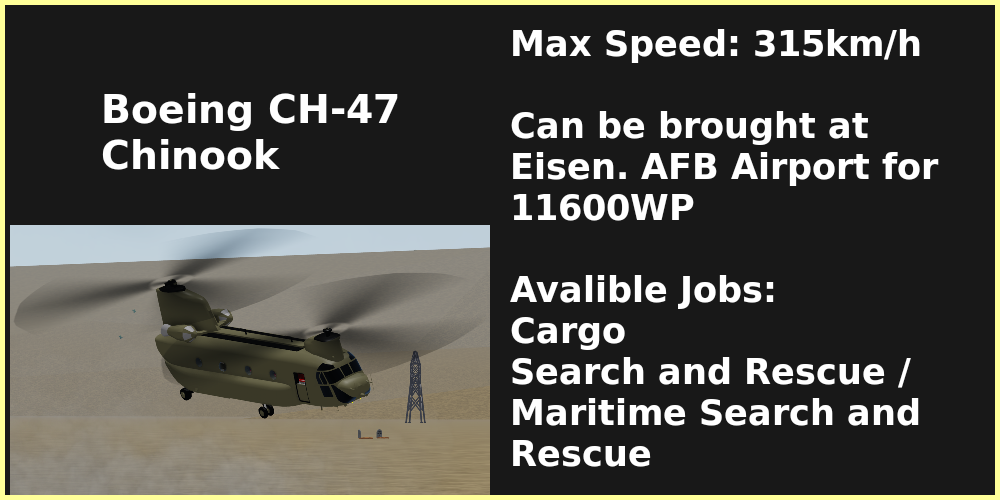 Boeing CH-47
Chinook
Max Speed: 315km/h
Can be brought at
Eisen. AFB Airport for
11600WP
Avalible Jobs:
Cargo
Search and Rescue /
Maritime Search and
Rescue